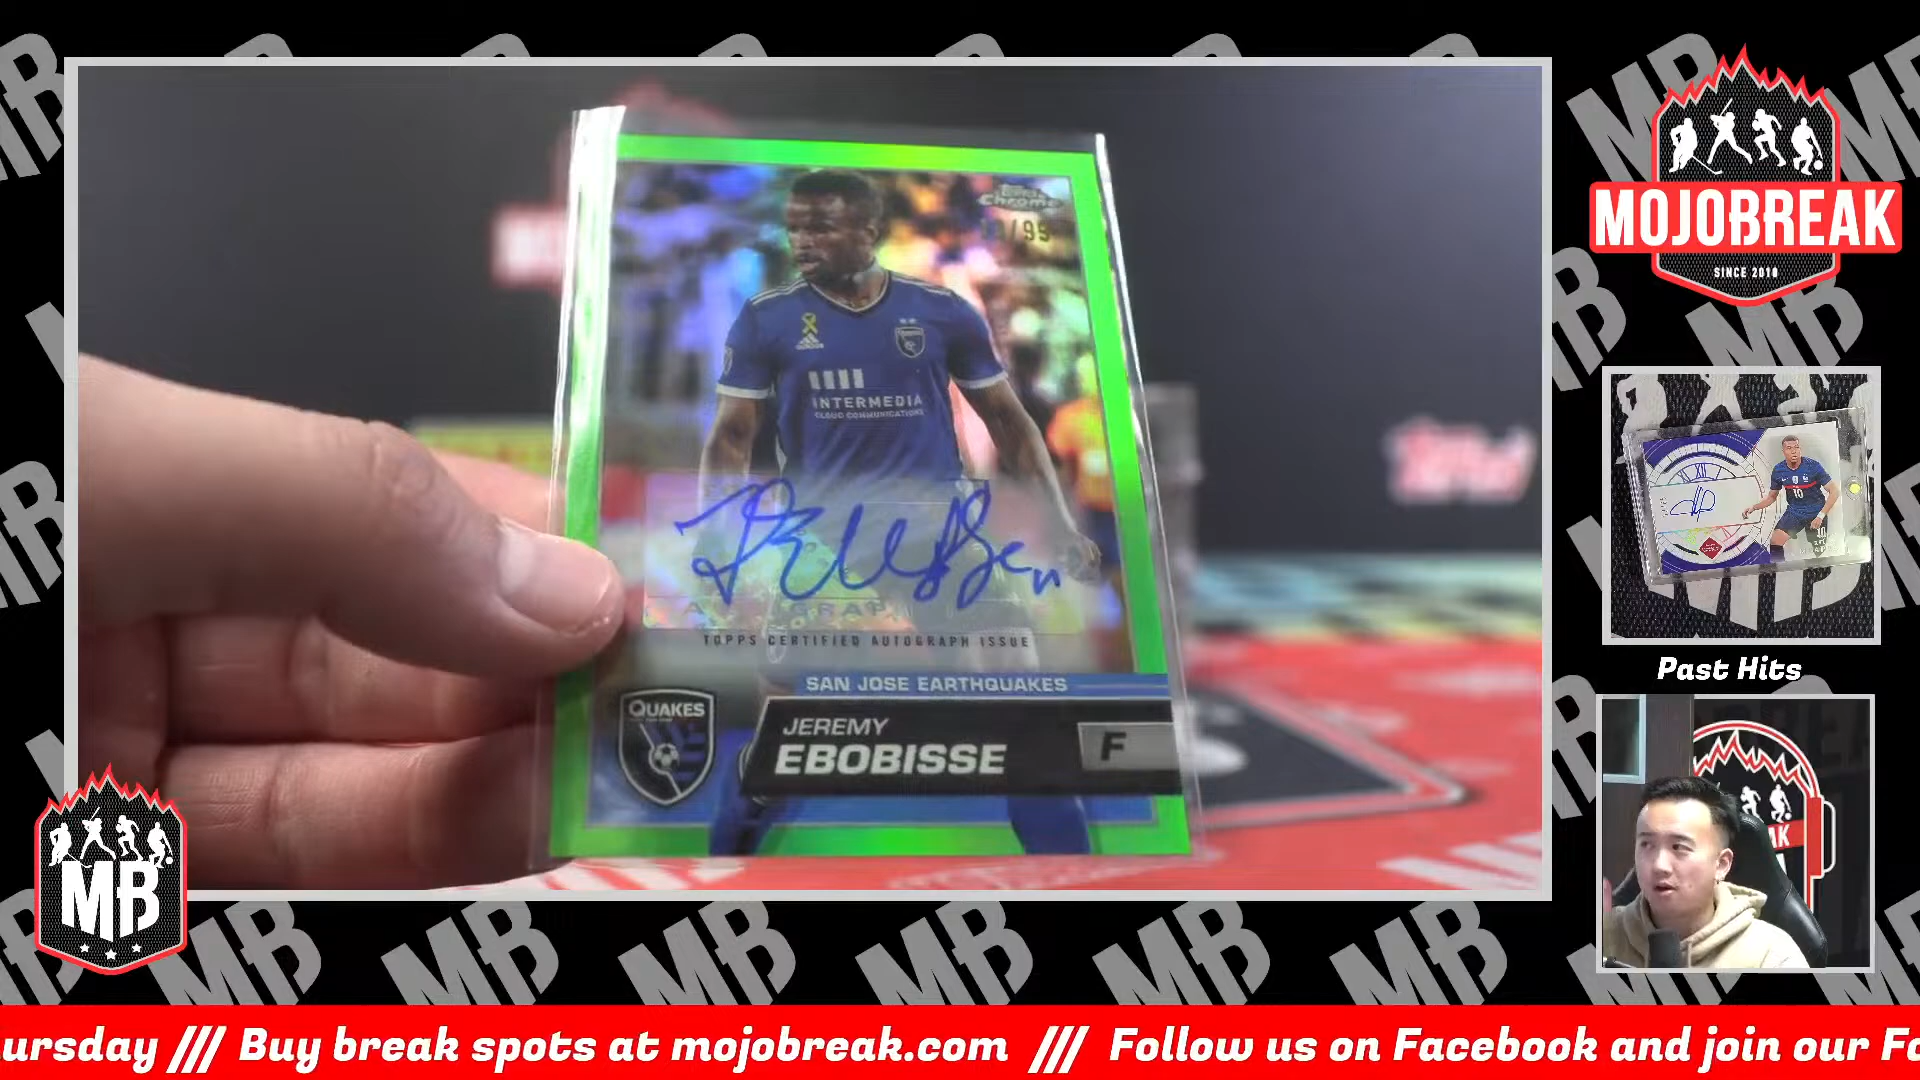 MOJOBREAK
SINCE 2010
Topps
Chrome
/99
INTERMEDIA
CLOUD COMMUNICATIONS
TOPPS CERTIFIED AUTOGRAPH ISSUE
SAN JOSE EARTHQUAKES
QUAKES
JEREMY
EBOBISSE
F
Past Hits
MB
ursday /// Buy break spots at mojobreak.com /// Follow us on Facebook and join our Fa